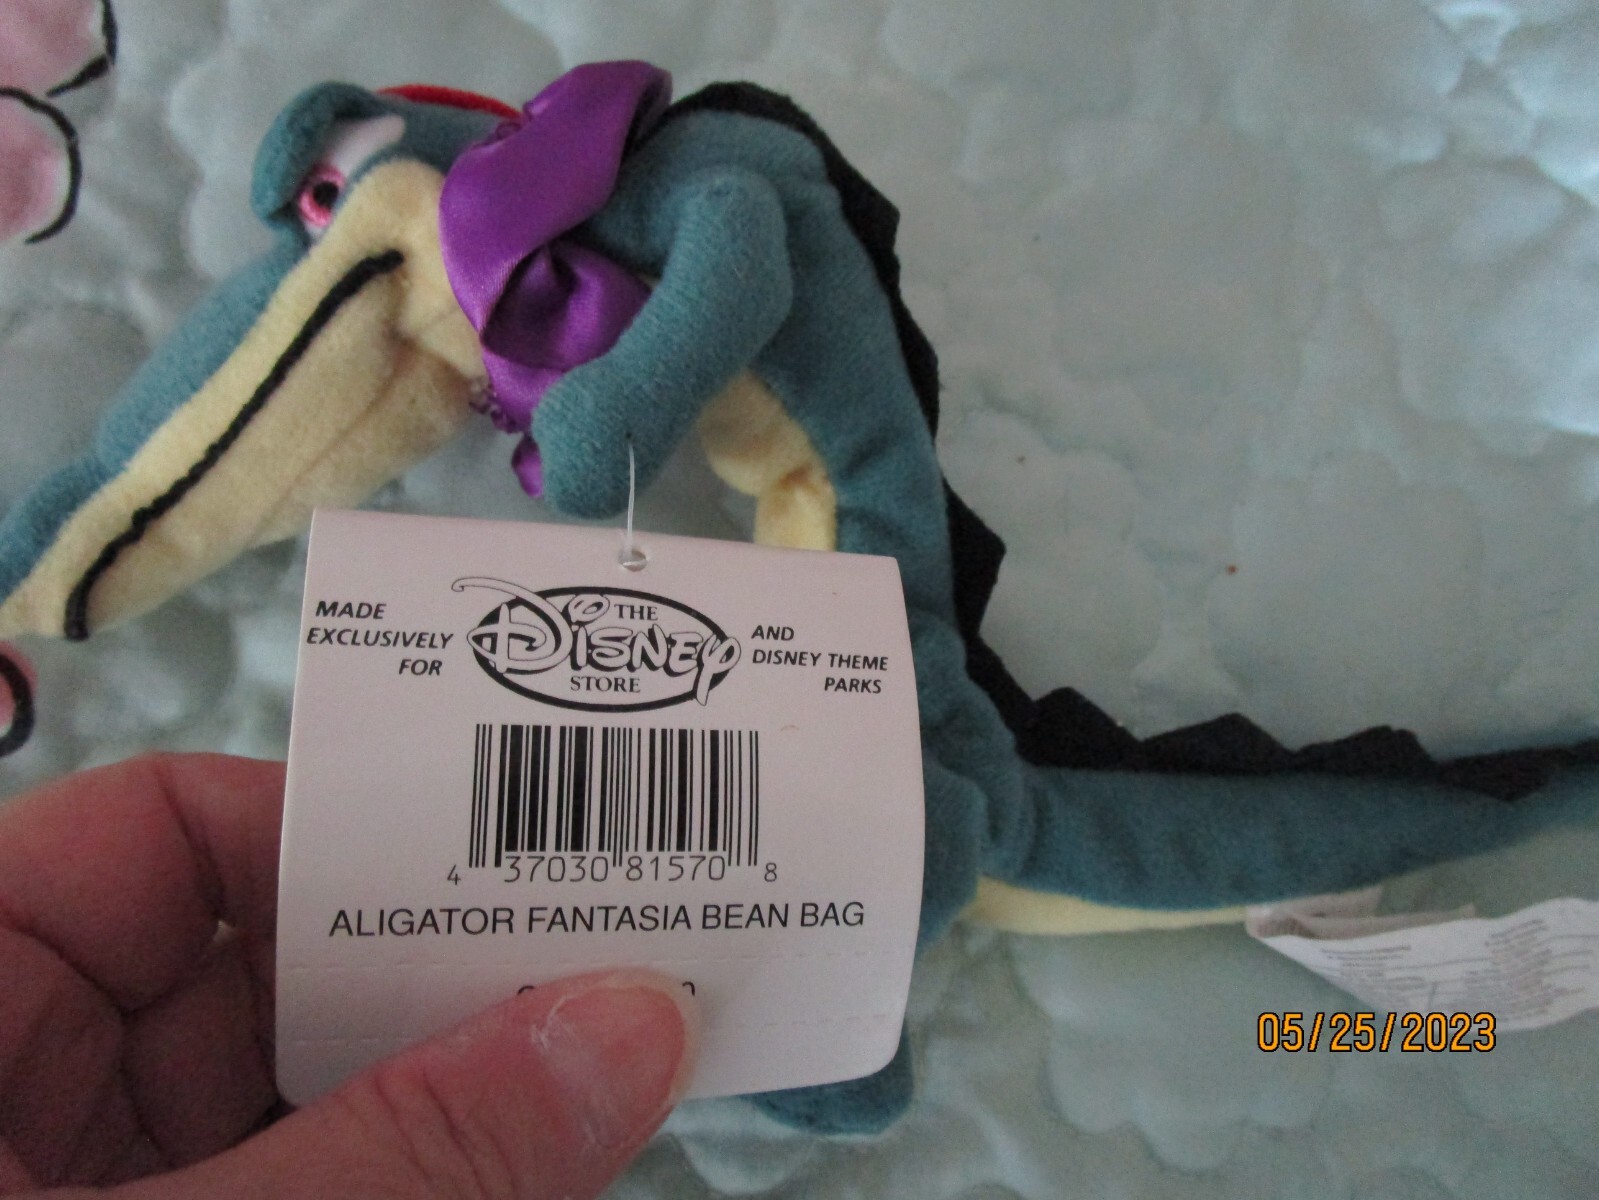 MADE
EXCLUSIVELY
FOR
THE
DISNEY
STORE
AND
DISNEY THEME
PARKS
4 37030 81570 8
ALIGATOR FANTASIA BEAN BAG
05/25/2023